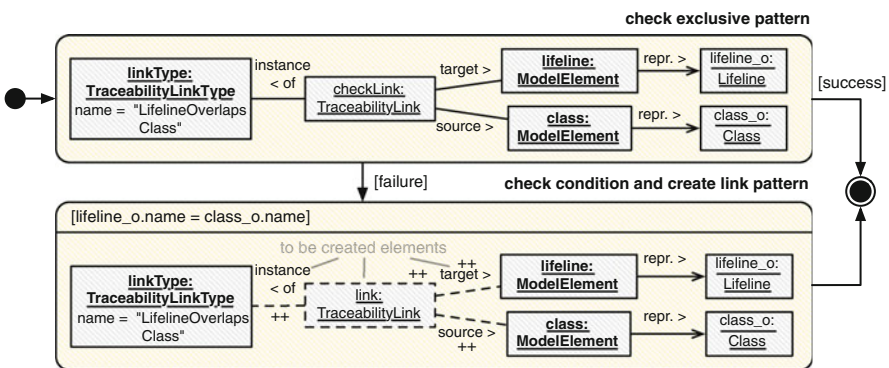 check exclusive pattern
linkType:
TraceabilityLinkType
name = "LifelineOverlaps
Class"
instance
< of
checkLink:
TraceabilityLink
target >
source >
lifeline:
ModelElement
class:
ModelElement
repr. >
repr. >
lifeline_o:
Lifeline
class_o:
Class
[success]
[failure]
check condition and create link pattern
[lifeline_o.name = class_o.name]
to be created elements
linkType:
TraceabilityLinkType
name = "LifelineOverlaps
Class"
instance
< of
++
link:
TraceabilityLink
++
++
target >
source >
++
lifeline:
ModelElement
class:
ModelElement
repr. >
repr. >
lifeline_o:
Lifeline
class_o:
Class